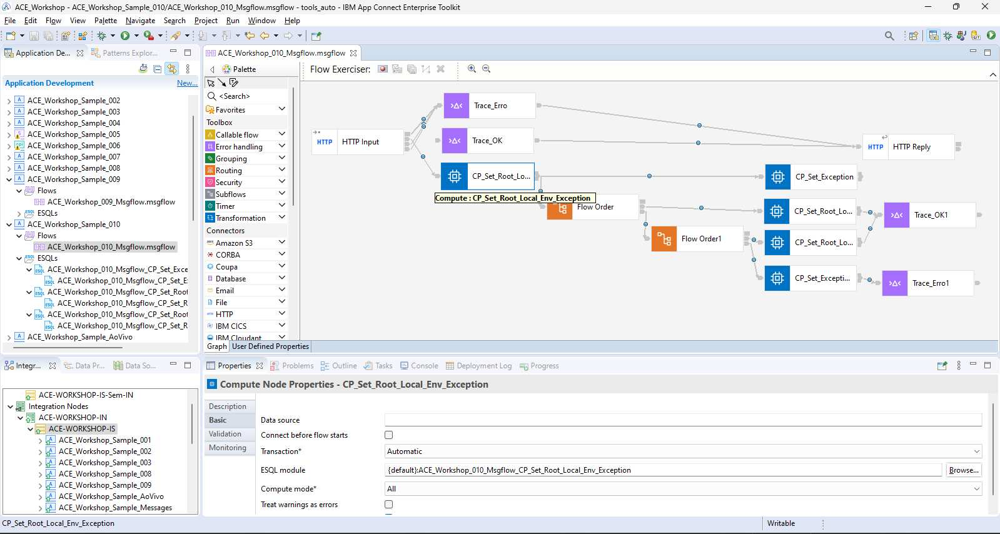 ACE_Workshop - ACE_Workshop_Sample_010/ACE_Workshop_010_Msgflow.msgflow - tools_auto - IBM App Connect Enterprise Toolkit
File Edit Flow View Palette Navigate Search Project Run Window Help
Application De...
Patterns Explor...
Application Development
New...
ACE_Workshop_Sample_002
ACE_Workshop_Sample_003
ACE_Workshop_Sample_004
ACE_Workshop_Sample_005
ACE_Workshop_Sample_006
ACE_Workshop_Sample_007
ACE_Workshop_Sample_008
ACE_Workshop_Sample_009
Flows
ACE_Workshop_009_Msgflow.msgflow
ESQLs
ACE_Workshop_Sample_010
Flows
ACE_Workshop_010_Msgflow.msgflow
ESQLs
ACE_Workshop_010_Msgflow_CP_Set_Exce
ACE_Workshop_010_Msgflow_CP_Set_E
ACE_Workshop_010_Msgflow_CP_Set_Root
ACE_Workshop_010_Msgflow_CP_Set_R
ACE_Workshop_010_Msgflow_CP_Set_Root
ACE_Workshop_010_Msgflow_CP_Set_R
ACE_Workshop_Sample_AoVivo
ACE_Workshop_010_Msgflow.msgflow
Palette
<Search>
Favorites
Toolbox
Callable flow
Error handling
Grouping
Routing
Security
Subflows
Timer
Transformation
Connectors
Amazon S3
CORBA
Coupa
Database
Email
File
HTTP
IBM CICS
IBM Cloudant
Flow Exerciser:
Trace_Erro
HTTP HTTP Input
Trace_OK
HTTP HTTP Reply
CP_Set_Root_Lo...
CP_Set_Exception
Compute : CP_Set_Root_Local_Env_Exception
Flow Order
CP_Set_Root_Lo...
Trace_OK1
Flow Order1
CP_Set_Root_Lo...
CP_Set_Excepti...
Trace_Erro1
Graph User Defined Properties
Integr...
Data Pr...
Data So...
ACE-WORKSHOP-IS-Sem-IN
Integration Nodes
ACE-WORKSHOP-IN
ACE-WORKSHOP-IS
ACE_Workshop_Sample_001
ACE_Workshop_Sample_002
ACE_Workshop_Sample_003
ACE_Workshop_Sample_008
ACE_Workshop_Sample_009
ACE_Workshop_Sample_AoVivo
ACE_Workshop_Sample_Messages
Properties Problems Outline Tasks Console Deployment Log Progress
Compute Node Properties - CP_Set_Root_Local_Env_Exception
Description
Basic
Validation
Monitoring
Data source
Connect before flow starts
Transaction* Automatic
ESQL module {default}:ACE_Workshop_010_Msgflow_CP_Set_Root_Local_Env_Exception Browse...
Compute mode* All
Treat warnings as errors
CP_Set_Root_Local_Env_Exception
Writable